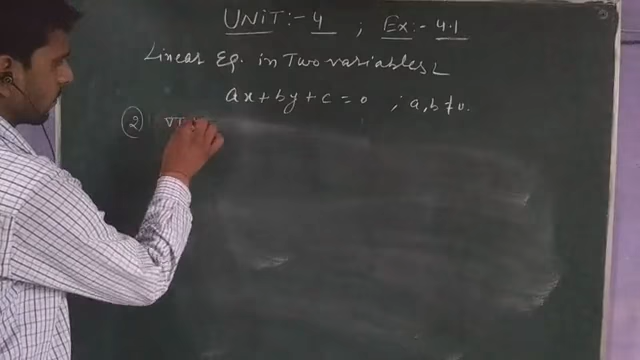 UNIT:- 4 ; Ex:- 4.1
Linear Eq. in Two variables
ax + by + c = 0 ; a, b ≠ 0.
2